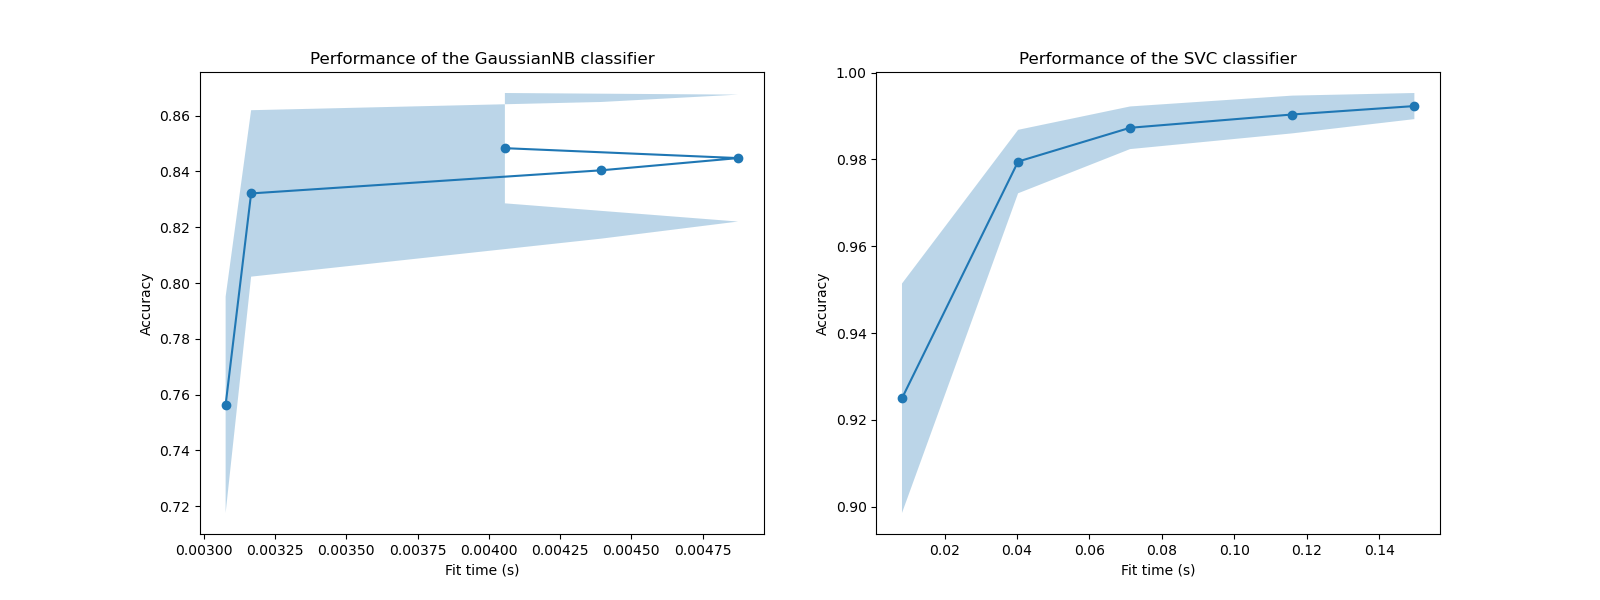 Performance of the GaussianNB classifier
Accuracy
0.86
0.84
0.82
0.80
0.78
0.76
0.74
0.72
0.00300 0.00325 0.00350 0.00375 0.00400 0.00425 0.00450 0.00475
Fit time (s)
Performance of the SVC classifier
Accuracy
1.00
0.98
0.96
0.94
0.92
0.90
0.02 0.04 0.06 0.08 0.10 0.12 0.14
Fit time (s)